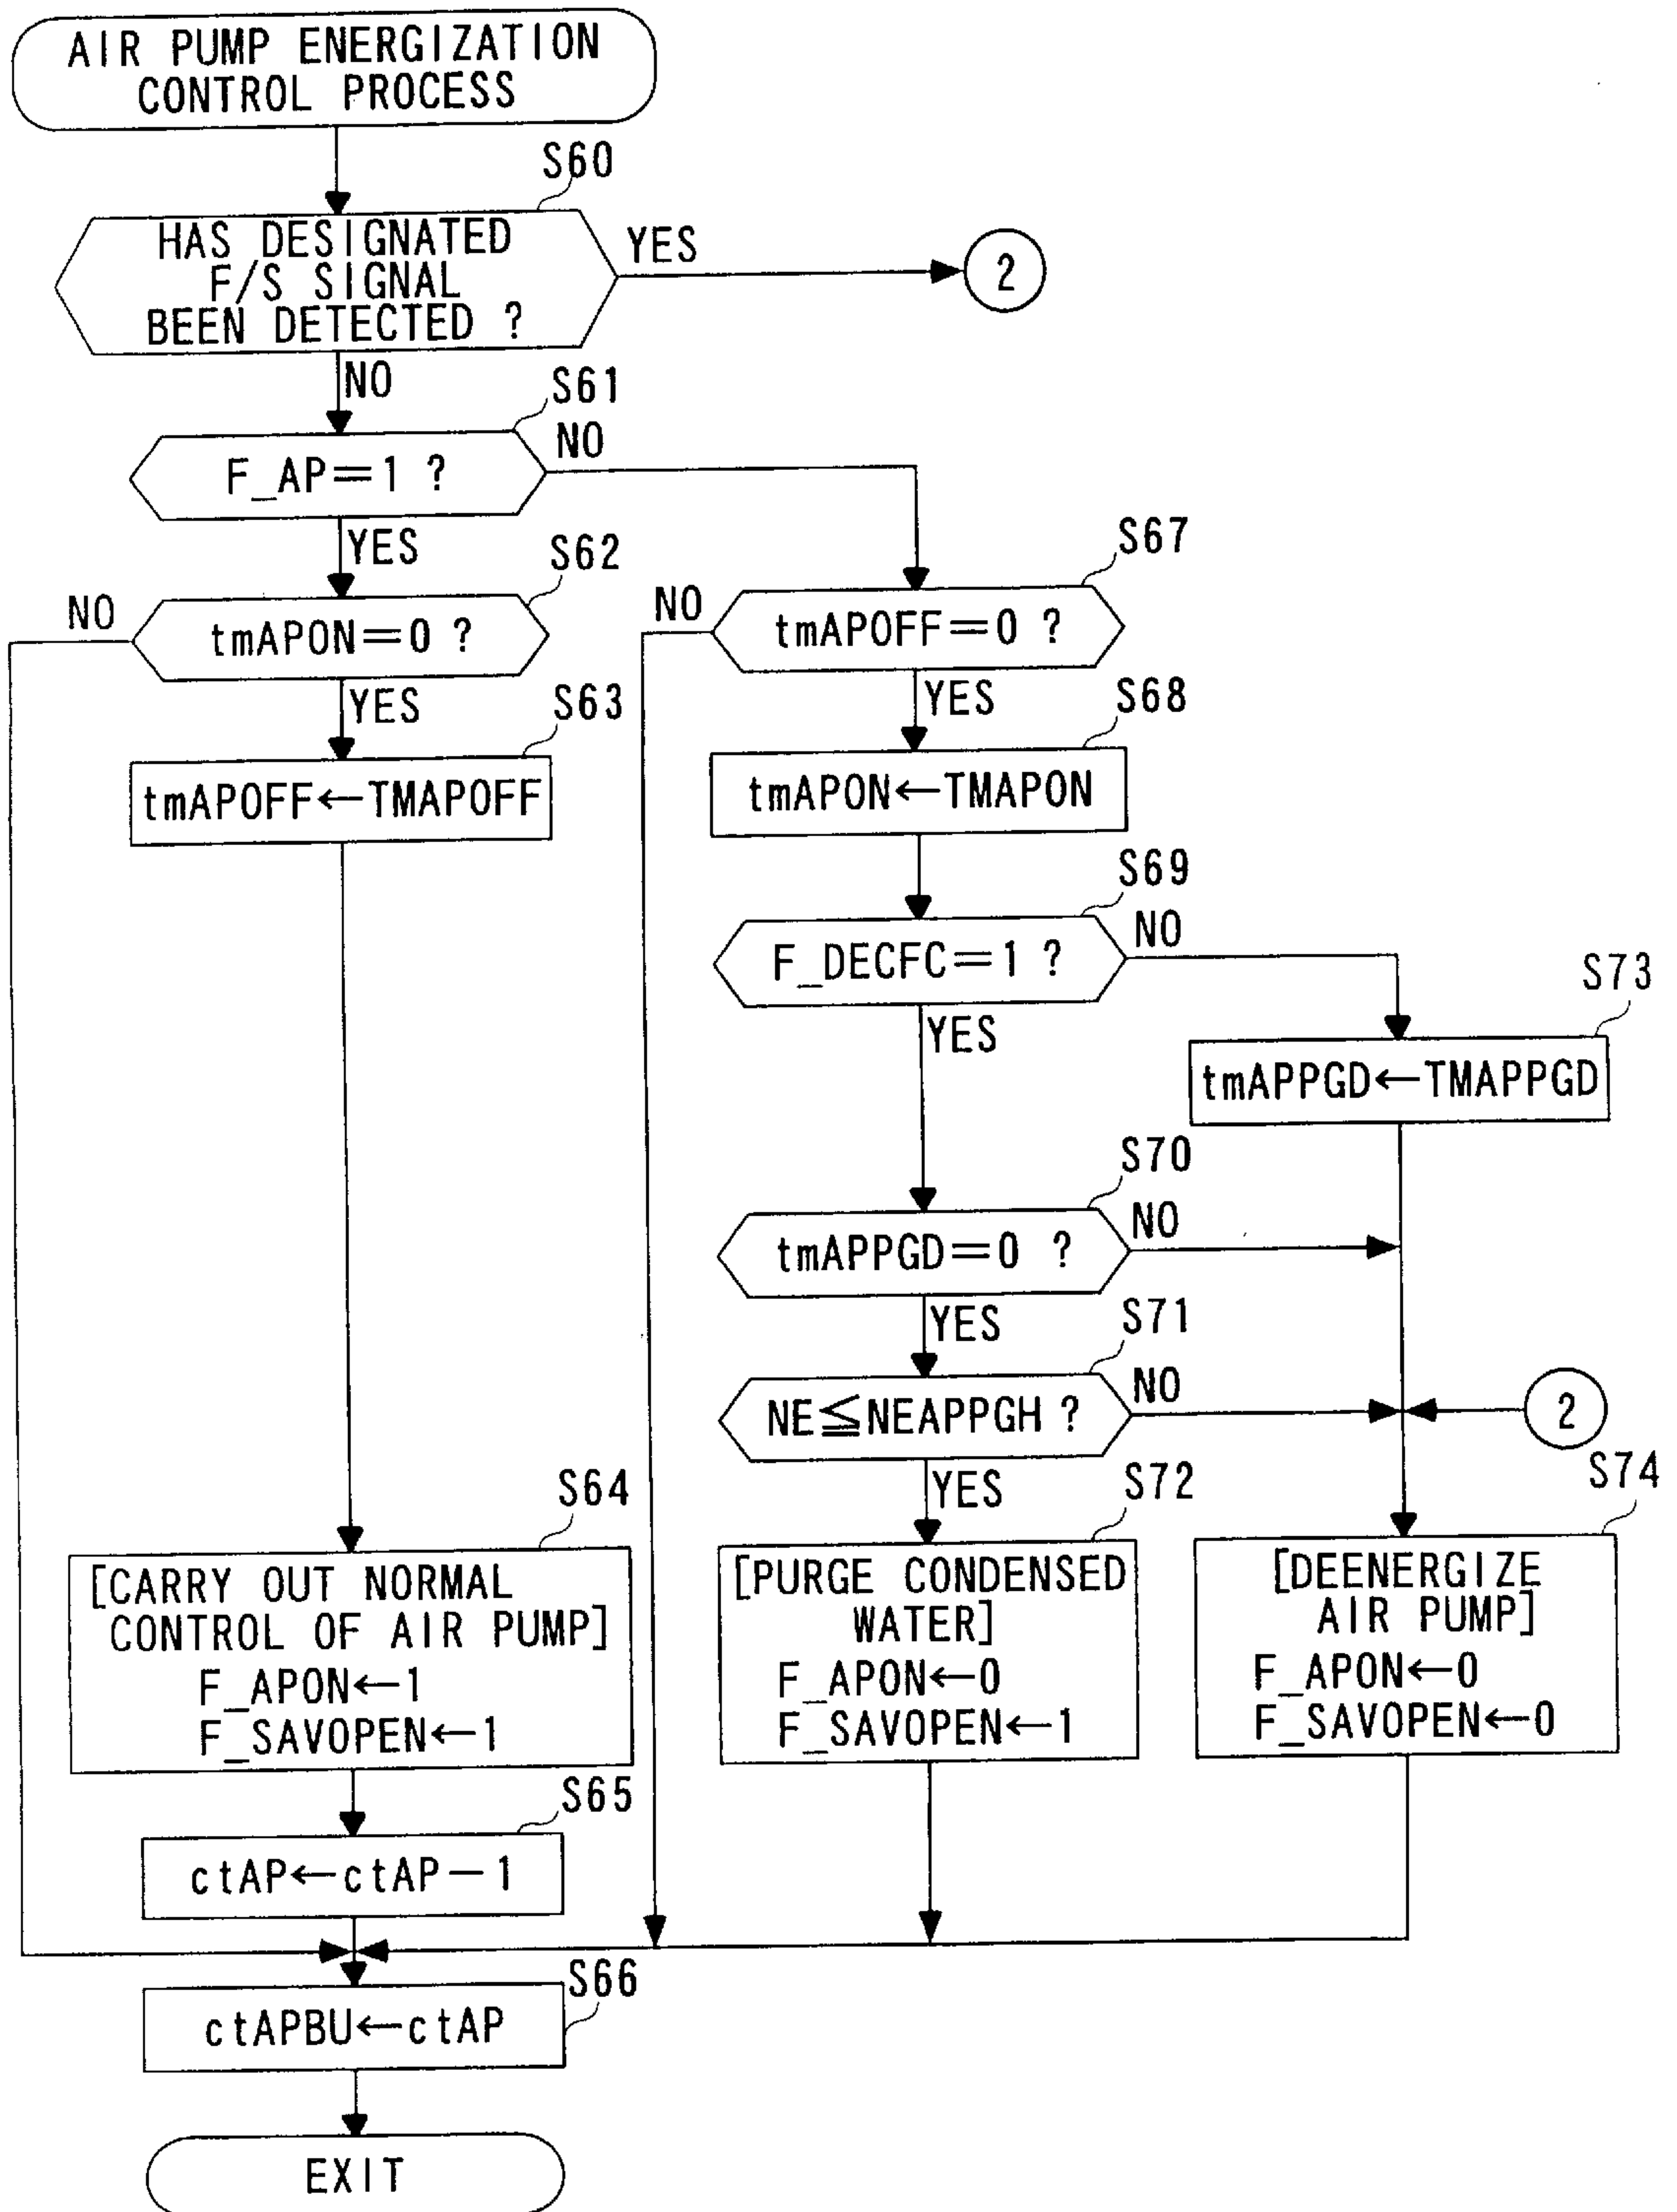 AIR PUMP ENERGIZATION
CONTROL PROCESS
S60
HAS DESIGNATED
F/S SIGNAL
BEEN DETECTED ?
YES
2
NO
S61
F_AP=1 ?
NO
YES
S62
NO
tmAPON=0 ?
YES
S63
tmAPOFF←TMAPOFF
S67
NO
tmAPOFF=0 ?
YES
S68
tmAPON←TMAPON
S69
F_DECFC=1 ?
NO
YES
S73
tmAPPGD←TMAPPGD
S70
tmAPPGD=0 ?
NO
YES
S71
NE≦NEAPPGH ?
NO
2
YES
S64
[CARRY OUT NORMAL
CONTROL OF AIR PUMP]
F_APON←1
F_SAVOPEN←1
S72
[PURGE CONDENSED
WATER]
F_APON←0
F_SAVOPEN←1
S74
[DEENERGIZE
AIR PUMP]
F_APON←0
F_SAVOPEN←0
S65
ctAP←ctAP−1
S66
ctAPBU←ctAP
EXIT